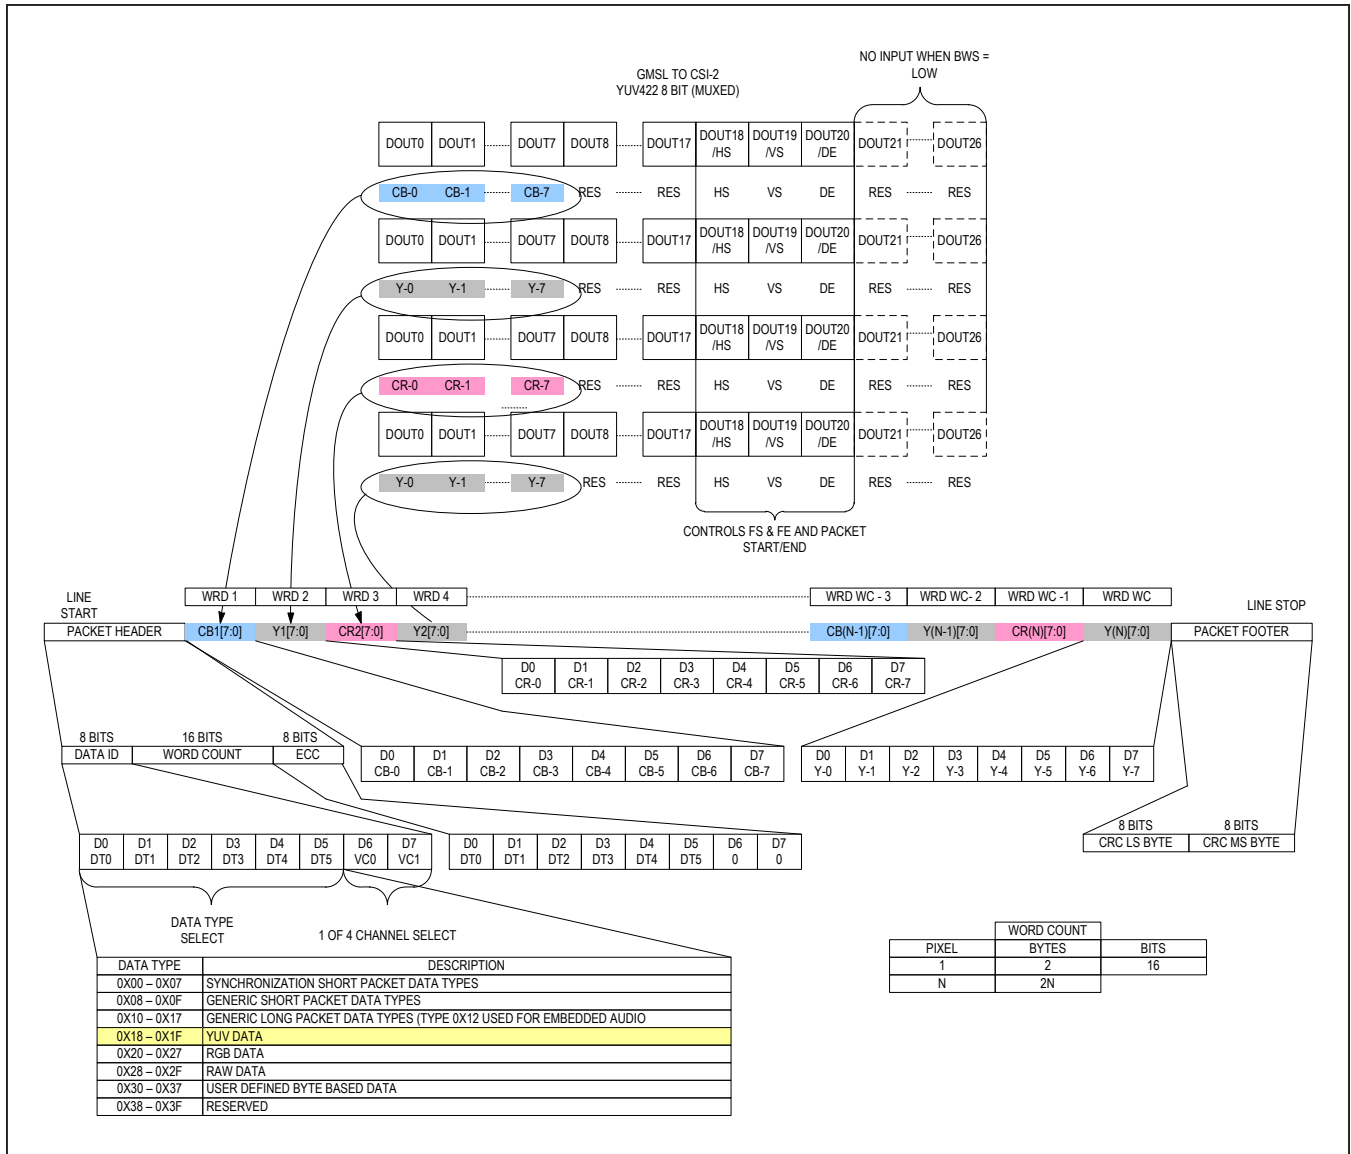 NO INPUT WHEN BWS =
LOW
GMSL TO CSI-2
YUV422 8 BIT (MUXED)
DOUT0 DOUT1 DOUT7 DOUT8 DOUT17 DOUT18 /HS DOUT19 /VS DOUT20 /DE DOUT21 DOUT26
CB-0 CB-1 CB-7 RES RES HS VS DE RES RES
DOUT0 DOUT1 DOUT7 DOUT8 DOUT17 DOUT18 /HS DOUT19 /VS DOUT20 /DE DOUT21 DOUT26
Y-0 Y-1 Y-7 RES RES HS VS DE RES RES
DOUT0 DOUT1 DOUT7 DOUT8 DOUT17 DOUT18 /HS DOUT19 /VS DOUT20 /DE DOUT21 DOUT26
CR-0 CR-1 CR-7 RES RES HS VS DE RES RES
DOUT0 DOUT1 DOUT7 DOUT8 DOUT17 DOUT18 /HS DOUT19 /VS DOUT20 /DE DOUT21 DOUT26
Y-0 Y-1 Y-7 RES RES HS VS DE RES RES
CONTROLS FS & FE AND PACKET
START/END
LINE
START
WRD 1 WRD 2 WRD 3 WRD 4 WRD WC - 3 WRD WC- 2 WRD WC -1 WRD WC
LINE STOP
PACKET HEADER CB1[7:0] Y1[7:0] CR2[7:0] Y2[7:0] CB(N-1)[7:0] Y(N-1)[7:0] CR(N)[7:0] Y(N)[7:0] PACKET FOOTER
D0 D1 D2 D3 D4 D5 D6 D7
CR-0 CR-1 CR-2 CR-3 CR-4 CR-5 CR-6 CR-7
8 BITS 16 BITS 8 BITS
DATA ID WORD COUNT ECC
D0 D1 D2 D3 D4 D5 D6 D7
CB-0 CB-1 CB-2 CB-3 CB-4 CB-5 CB-6 CB-7
D0 D1 D2 D3 D4 D5 D6 D7
Y-0 Y-1 Y-2 Y-3 Y-4 Y-5 Y-6 Y-7
8 BITS 8 BITS
CRC LS BYTE CRC MS BYTE
D0 D1 D2 D3 D4 D5 D6 D7
DT0 DT1 DT2 DT3 DT4 DT5 VC0 VC1
D0 D1 D2 D3 D4 D5 D6 D7
DT0 DT1 DT2 DT3 DT4 DT5 0 0
DATA TYPE
SELECT
1 OF 4 CHANNEL SELECT
WORD COUNT
PIXEL BYTES BITS
1 2 16
N 2N
DATA TYPE DESCRIPTION
0X00 – 0X07 SYNCHRONIZATION SHORT PACKET DATA TYPES
0X08 – 0X0F GENERIC SHORT PACKET DATA TYPES
0X10 – 0X17 GENERIC LONG PACKET DATA TYPES (TYPE 0X12 USED FOR EMBEDDED AUDIO
0X18 – 0X1F YUV DATA
0X20 – 0X27 RGB DATA
0X28 – 0X2F RAW DATA
0X30 – 0X37 USER DEFINED BYTE BASED DATA
0X38 – 0X3F RESERVED